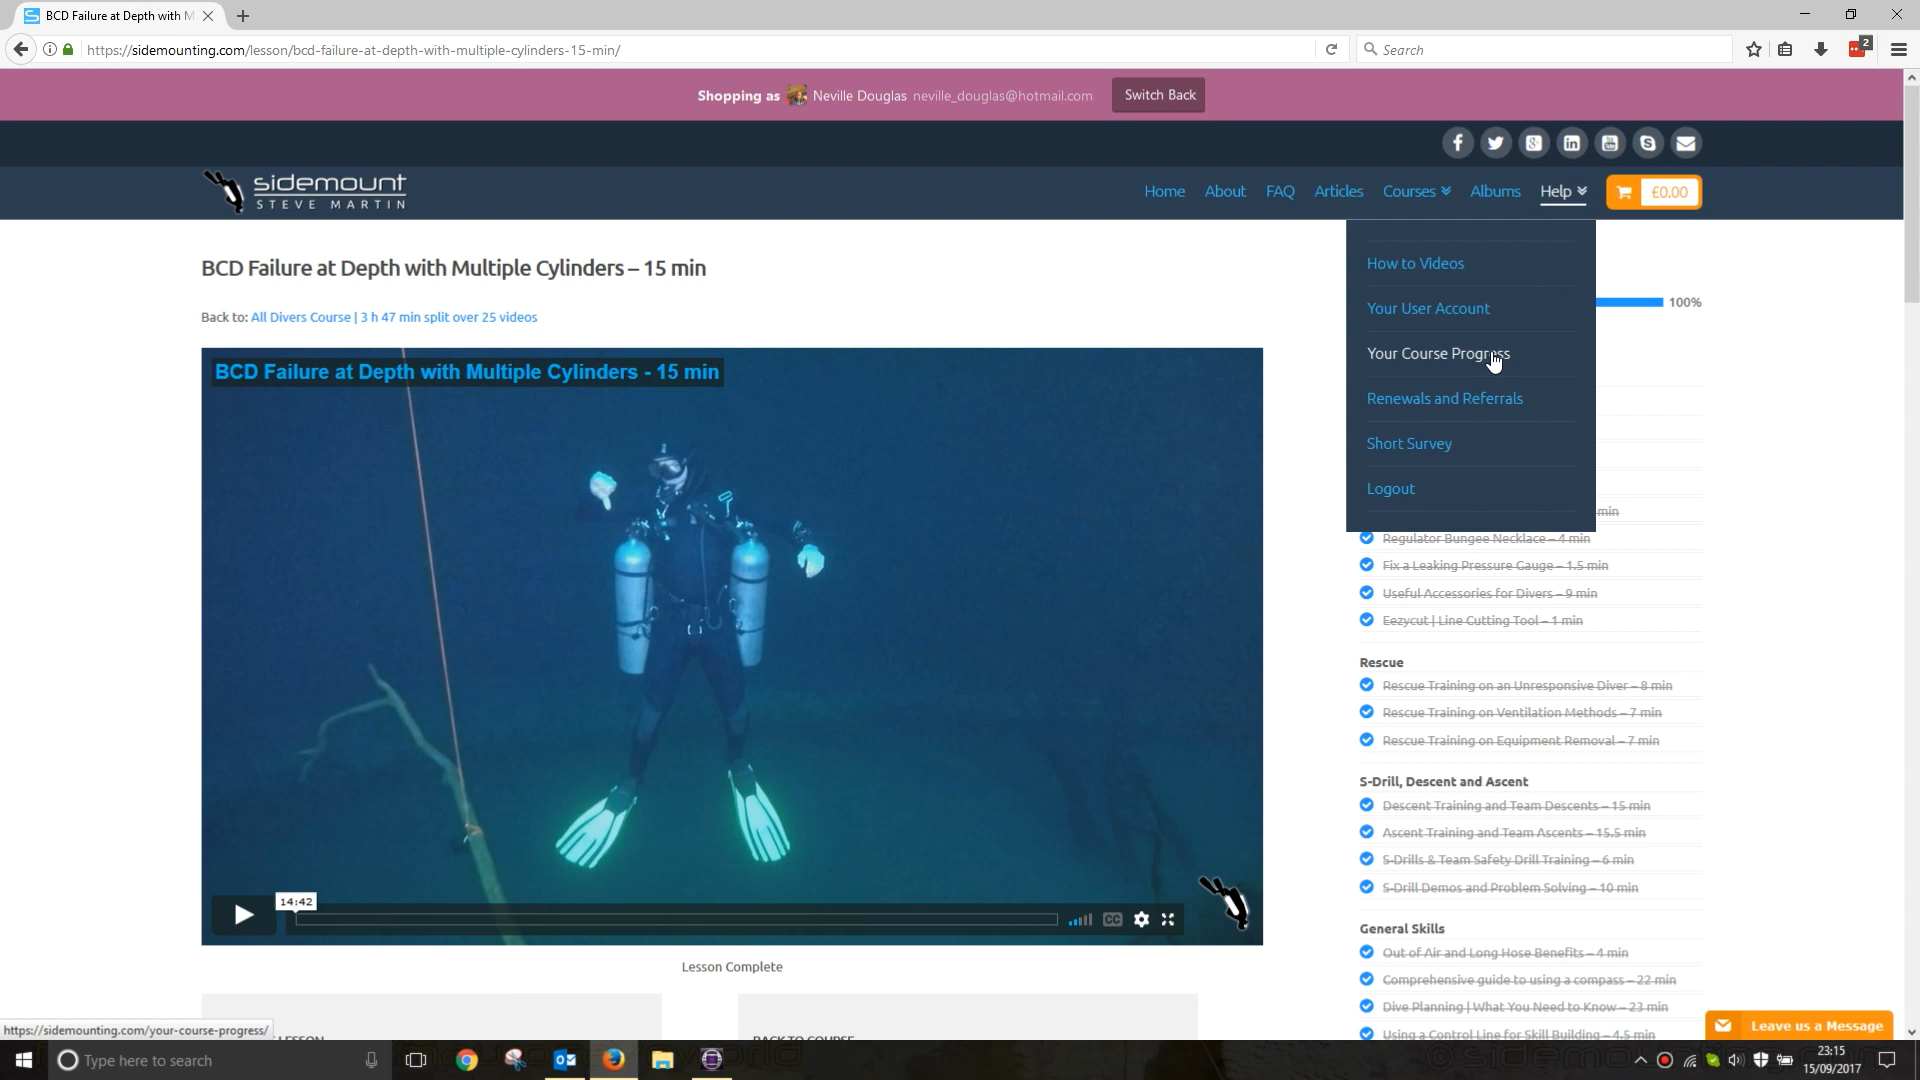 BCD Failure at Depth with M
https://sidemounting.com/lesson/bcd-failure-at-depth-with-multiple-cylinders-15-min/
Search
2
Shopping as Neville Douglas neville_douglas@hotmail.com Switch Back
sidemount
STEVE MARTIN
Home About FAQ Articles Courses Albums Help £0.00
BCD Failure at Depth with Multiple Cylinders – 15 min
Back to: All Divers Course | 3 h 47 min split over 25 videos
BCD Failure at Depth with Multiple Cylinders - 15 min
14:42
CC
Lesson Complete
LESSON
BACK TO COURSE
How to Videos
Your User Account
Your Course Progress
Renewals and Referrals
Short Survey
Logout
100%
min
Regulator Bungee Necklace – 4 min
Fix a Leaking Pressure Gauge – 1.5 min
Useful Accessories for Divers – 9 min
Eezycut | Line Cutting Tool – 1 min
Rescue
Rescue Training on an Unresponsive Diver – 8 min
Rescue Training on Ventilation Methods – 7 min
Rescue Training on Equipment Removal – 7 min
S-Drill, Descent and Ascent
Descent Training and Team Descents – 15 min
Ascent Training and Team Ascents – 15.5 min
S-Drills & Team Safety Drill Training – 6 min
S-Drill Demos and Problem Solving – 10 min
General Skills
Out of Air and Long Hose Benefits – 4 min
Comprehensive guide to using a compass – 22 min
Dive Planning | What You Need to Know – 23 min
Using a Control Line for Skill Building – 4.5 min
Leave us a Message
https://sidemounting.com/your-course-progress/
Type here to search
23:15
15/09/2017